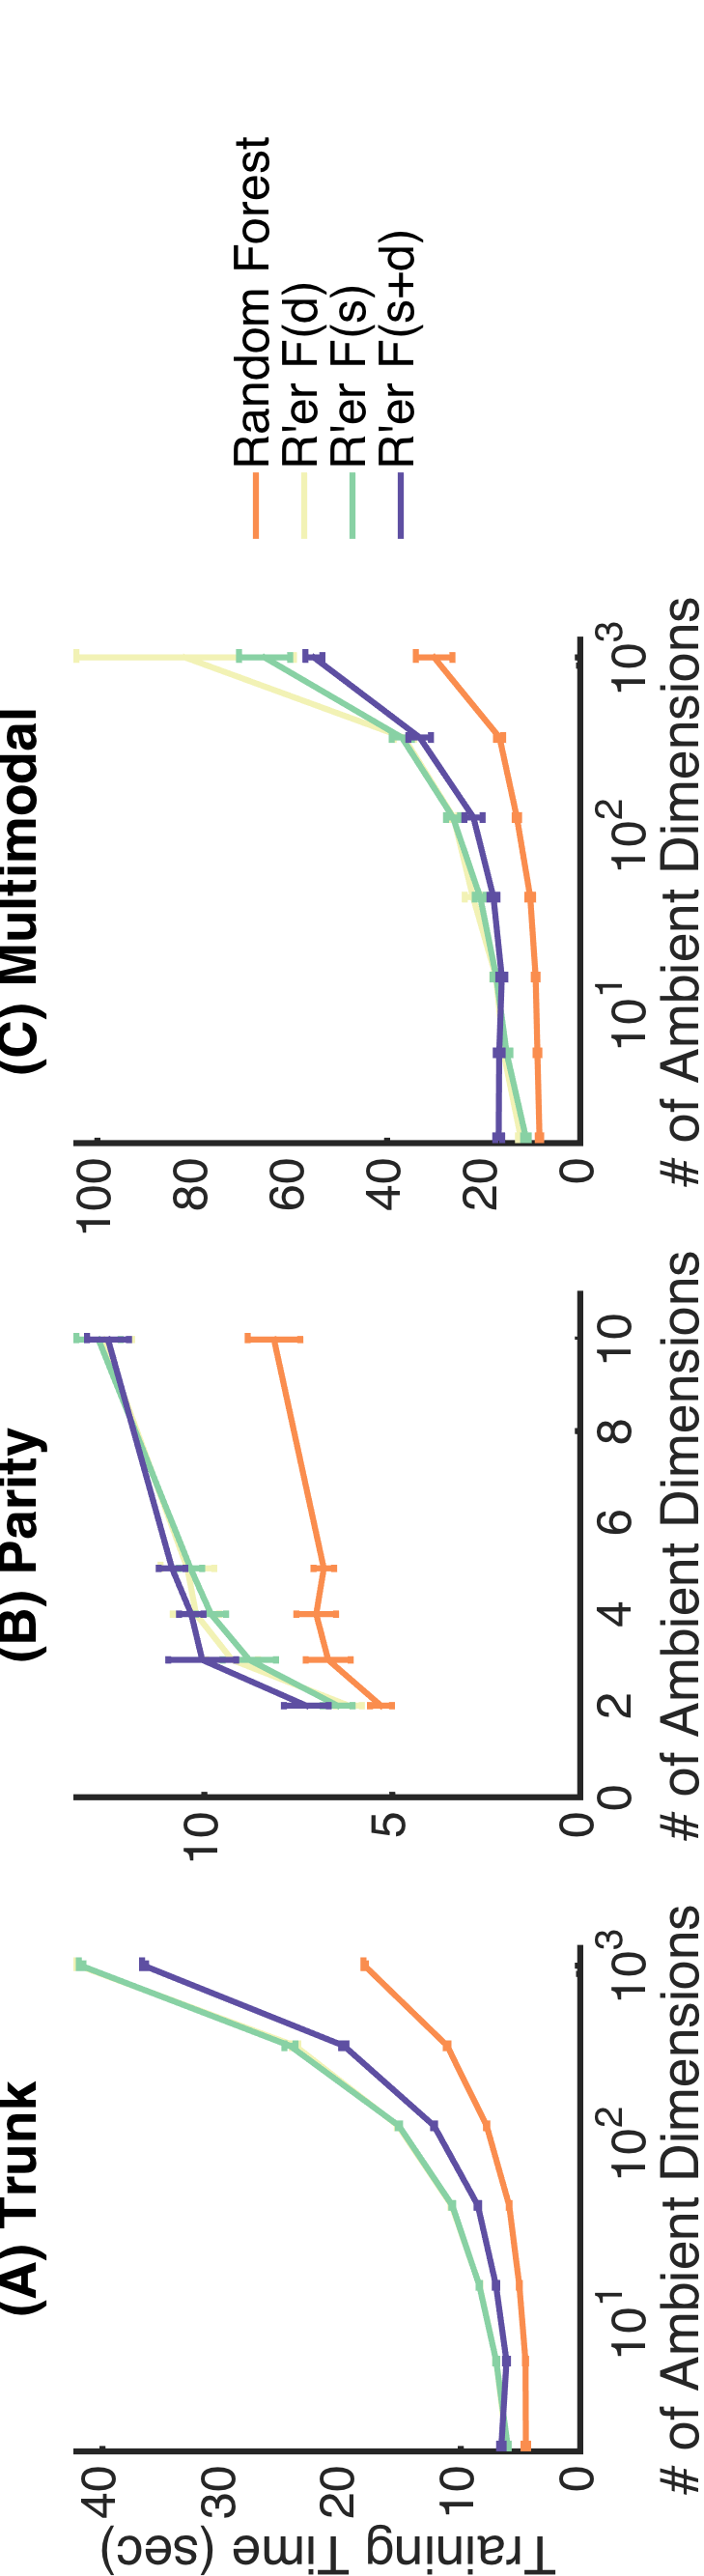 (A) Trunk
(B) Parity
(C) Multimodal
Training Time (sec)
40
30
20
10
0
10^1
10^2
10^3
# of Ambient Dimensions
10
5
0
0
2
4
6
8
10
# of Ambient Dimensions
100
80
60
40
20
0
10^1
10^2
10^3
# of Ambient Dimensions
Random Forest
R'er F(d)
R'er F(s)
R'er F(s+d)